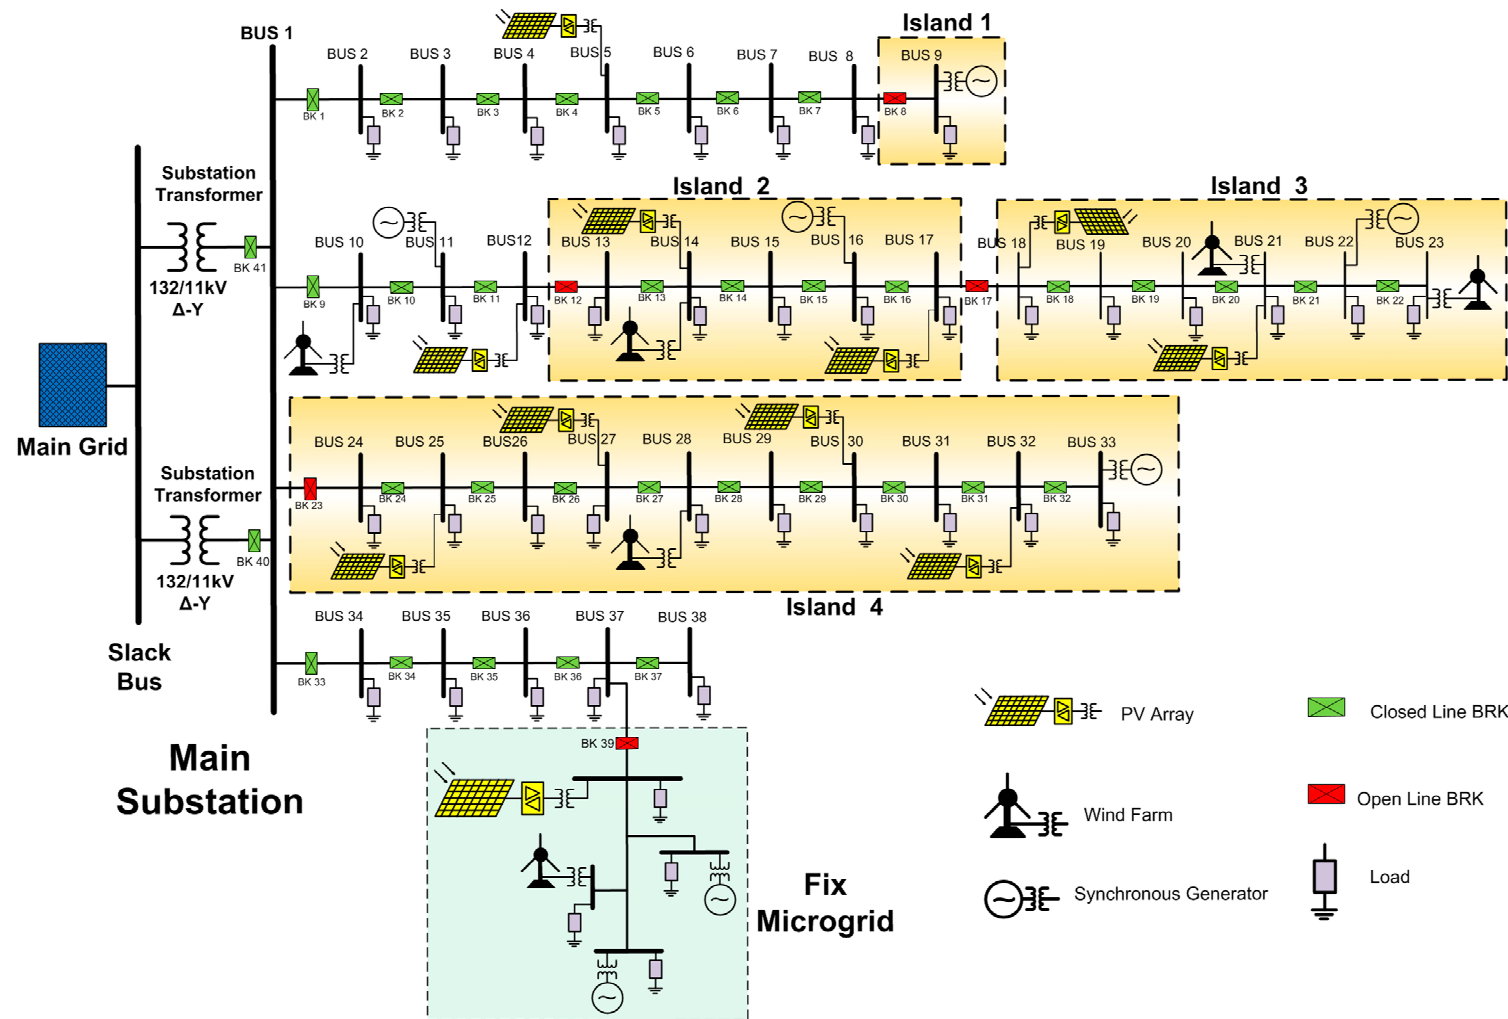 Island 1
BUS 1
BUS 2
BUS 3
BUS 4
BUS 5
BUS 6
BUS 7
BUS 8
BUS 9
BK 1
BK 2
BK 3
BK 4
BK 5
BK 6
BK 7
BK 8
Substation
Transformer
Island 2
Island 3
BUS 10
BUS 11
BUS12
BUS 13
BUS 14
BUS 15
BUS 16
BUS 17
BUS 18
BUS 19
BUS 20
BUS 21
BUS 22
BUS 23
BK 41
BK 9
BK 10
BK 11
BK 12
BK 13
BK 14
BK 15
BK 16
BK 17
BK 18
BK 19
BK 20
BK 21
BK 22
132/11kV
Δ-Y
Main Grid
Substation
Transformer
BUS 24
BUS 25
BUS26
BUS 27
BUS 28
BUS 29
BUS 30
BUS 31
BUS 32
BUS 33
BK 23
BK 24
BK 25
BK 26
BK 27
BK 28
BK 29
BK 30
BK 31
BK 32
BK 40
132/11kV
Δ-Y
Island 4
BUS 34
BUS 35
BUS 36
BUS 37
BUS 38
Slack
Bus
BK 33
BK 34
BK 35
BK 36
BK 37
Main
Substation
BK 39
Fix
Microgrid
PV Array
Closed Line BRK
Wind Farm
Open Line BRK
Synchronous Generator
Load